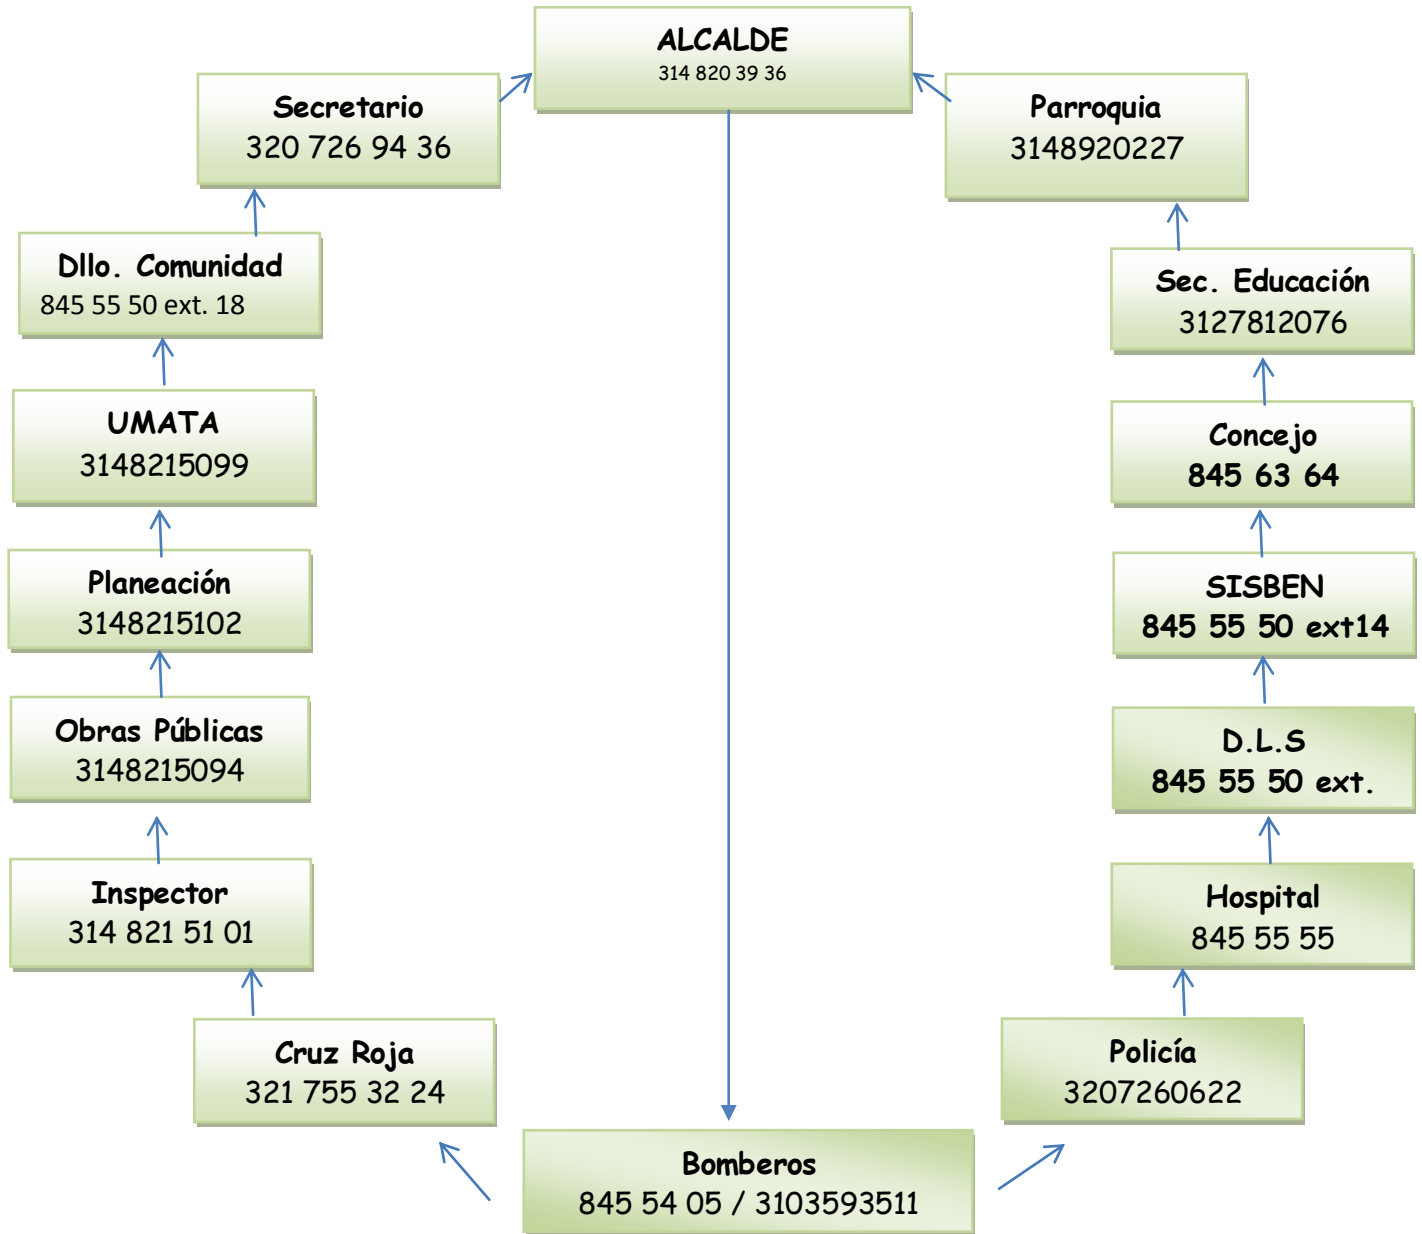 ALCALDE
314 820 39 36
Secretario
320 726 94 36
Parroquia
3148920227
Dllo. Comunidad
845 55 50 ext. 18
Sec. Educación
3127812076
UMATA
3148215099
Concejo
845 63 64
Planeación
3148215102
SISBEN
845 55 50 ext14
Obras Públicas
3148215094
D.L.S
845 55 50 ext.
Inspector
314 821 51 01
Hospital
845 55 55
Cruz Roja
321 755 32 24
Policía
3207260622
Bomberos
845 54 05 / 3103593511